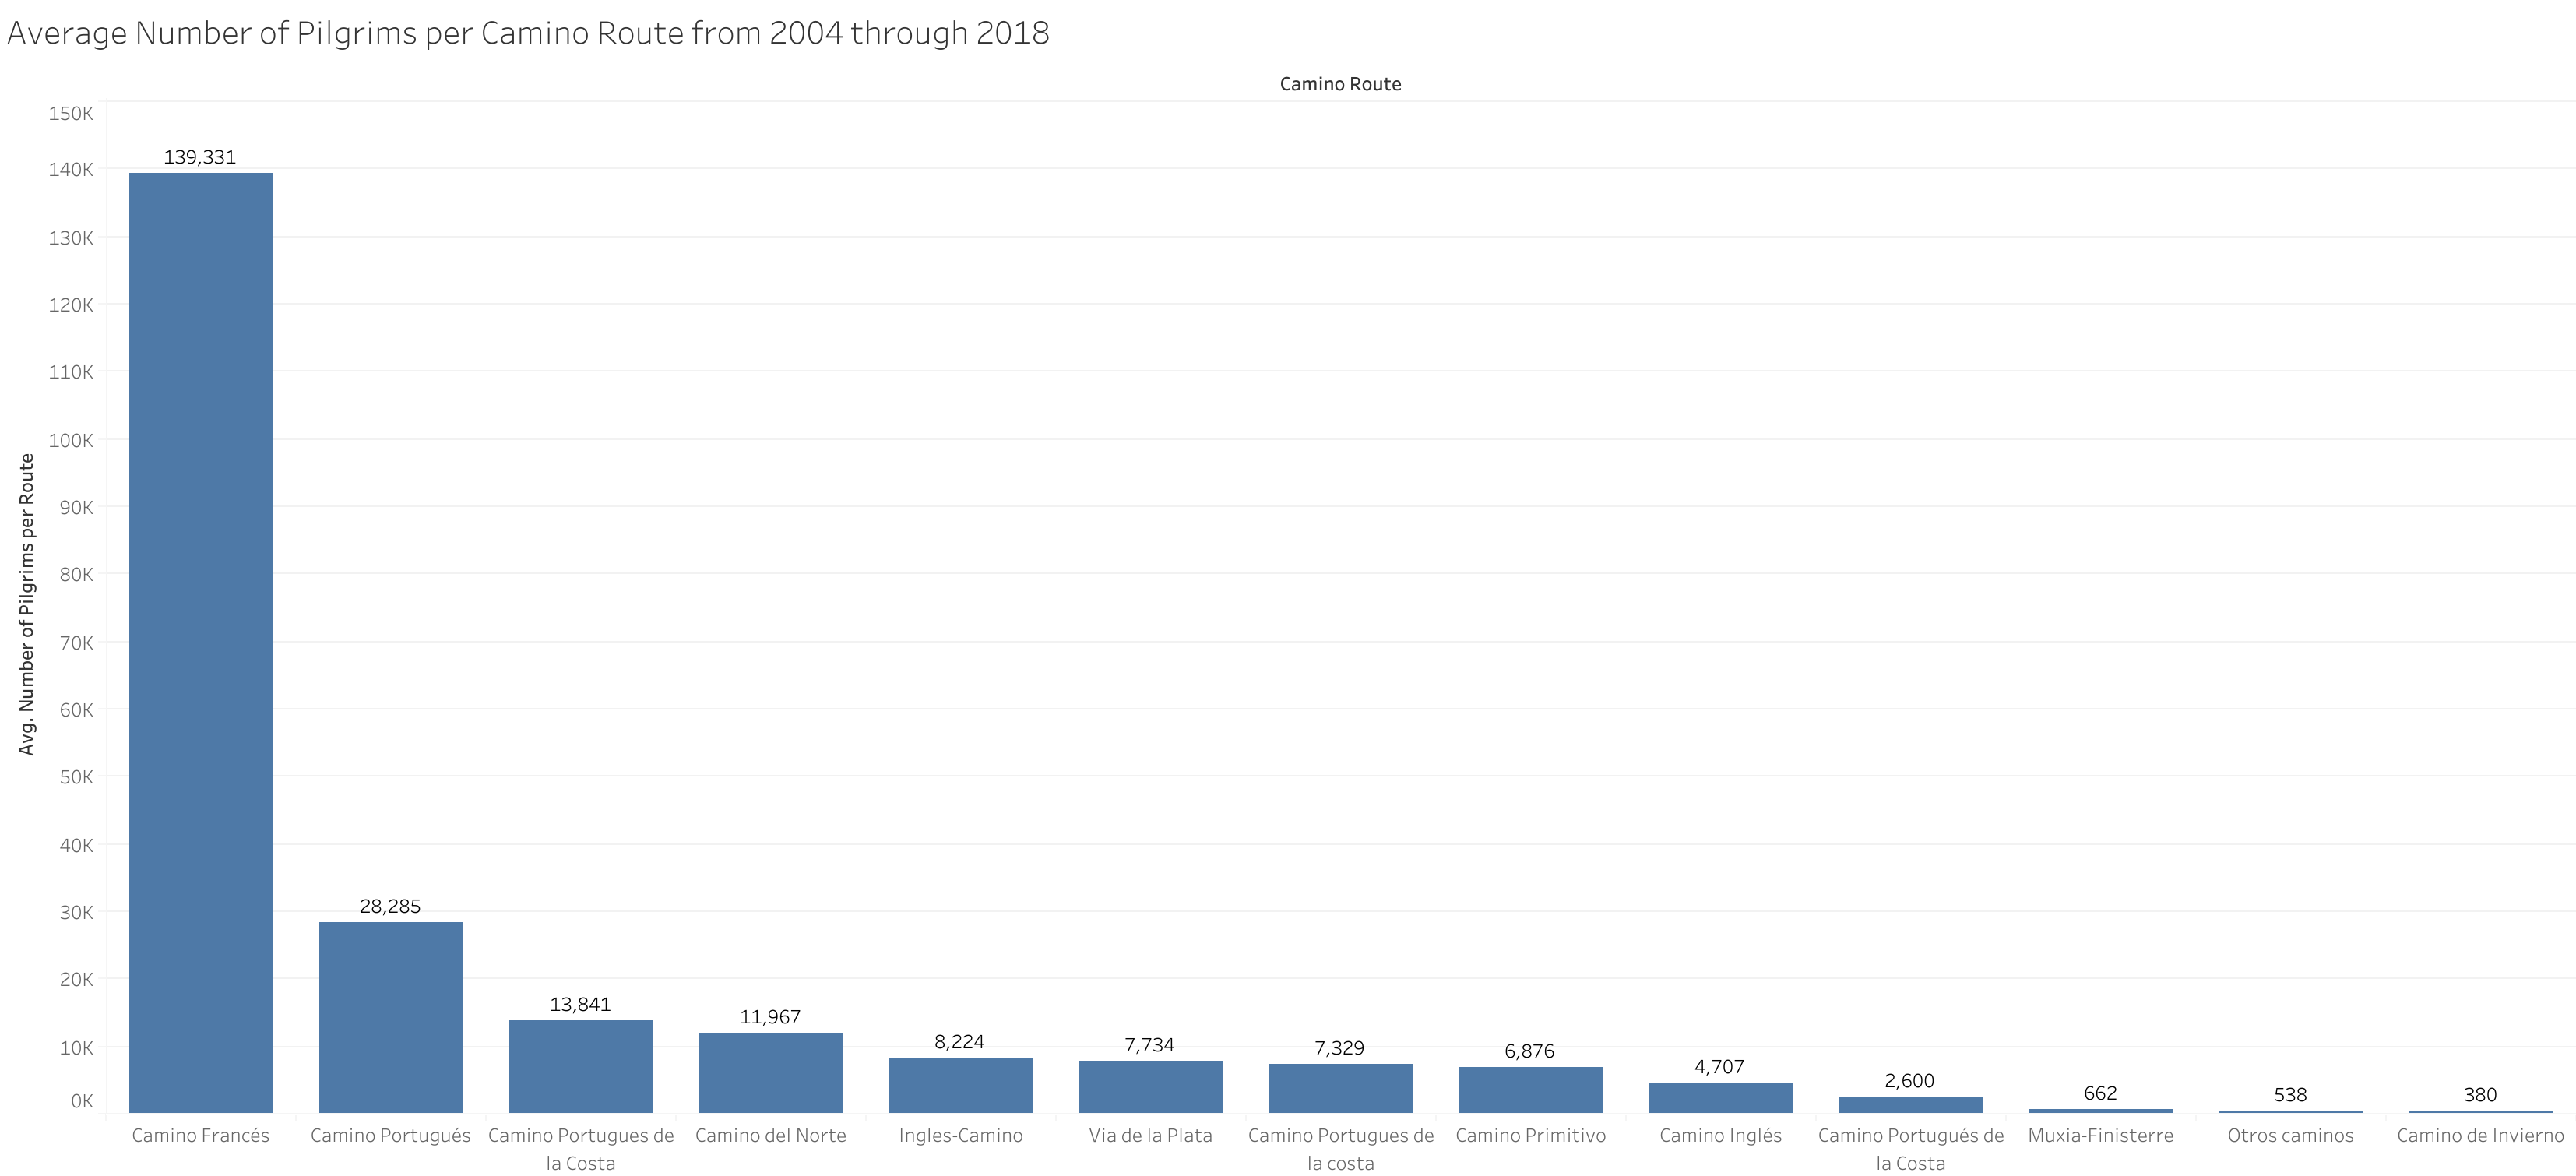 Average Number of Pilgrims per Camino Route from 2004 through 2018
Camino Route
Avg. Number of Pilgrims per Route
150K
140K
130K
120K
110K
100K
90K
80K
70K
60K
50K
40K
30K
20K
10K
0K
139,331
28,285
13,841
11,967
8,224
7,734
7,329
6,876
4,707
2,600
662
538
380
Camino Francés
Camino Portugués
Camino Portugues de
la Costa
Camino del Norte
Ingles-Camino
Via de la Plata
Camino Portugues de
la costa
Camino Primitivo
Camino Inglés
Camino Portugués de
la Costa
Muxia-Finisterre
Otros caminos
Camino de Invierno